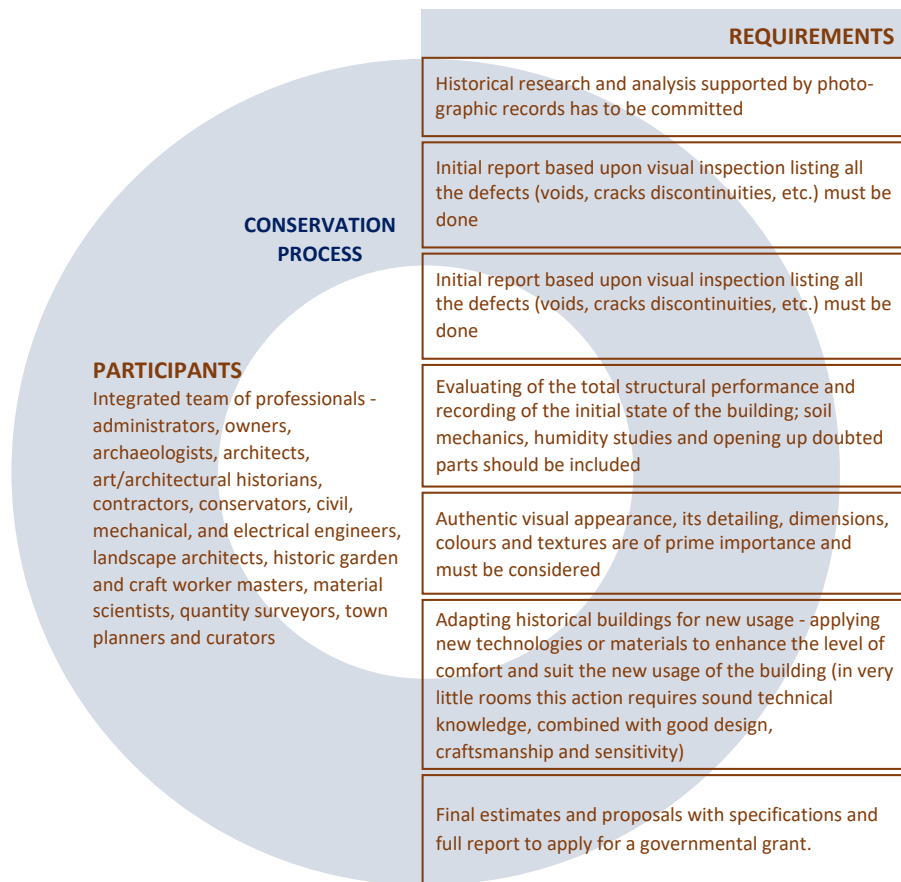 REQUIREMENTS
Historical research and analysis supported by photo-
graphic records has to be committed
Initial report based upon visual inspection listing all
the defects (voids, cracks discontinuities, etc.) must be
done
CONSERVATION
PROCESS
Initial report based upon visual inspection listing all
the defects (voids, cracks discontinuities, etc.) must be
done
PARTICIPANTS
Integrated team of professionals -
administrators, owners,
archaeologists, architects,
art/architectural historians,
contractors, conservators, civil,
mechanical, and electrical engineers,
landscape architects, historic garden
and craft worker masters, material
scientists, quantity surveyors, town
planners and curators
Evaluating of the total structural performance and
recording of the initial state of the building; soil
mechanics, humidity studies and opening up doubted
parts should be included
Authentic visual appearance, its detailing, dimensions,
colours and textures are of prime importance and
must be considered
Adapting historical buildings for new usage - applying
new technologies or materials to enhance the level of
comfort and suit the new usage of the building (in very
little rooms this action requires sound technical
knowledge, combined with good design,
craftsmanship and sensitivity)
Final estimates and proposals with specifications and
full report to apply for a governmental grant.